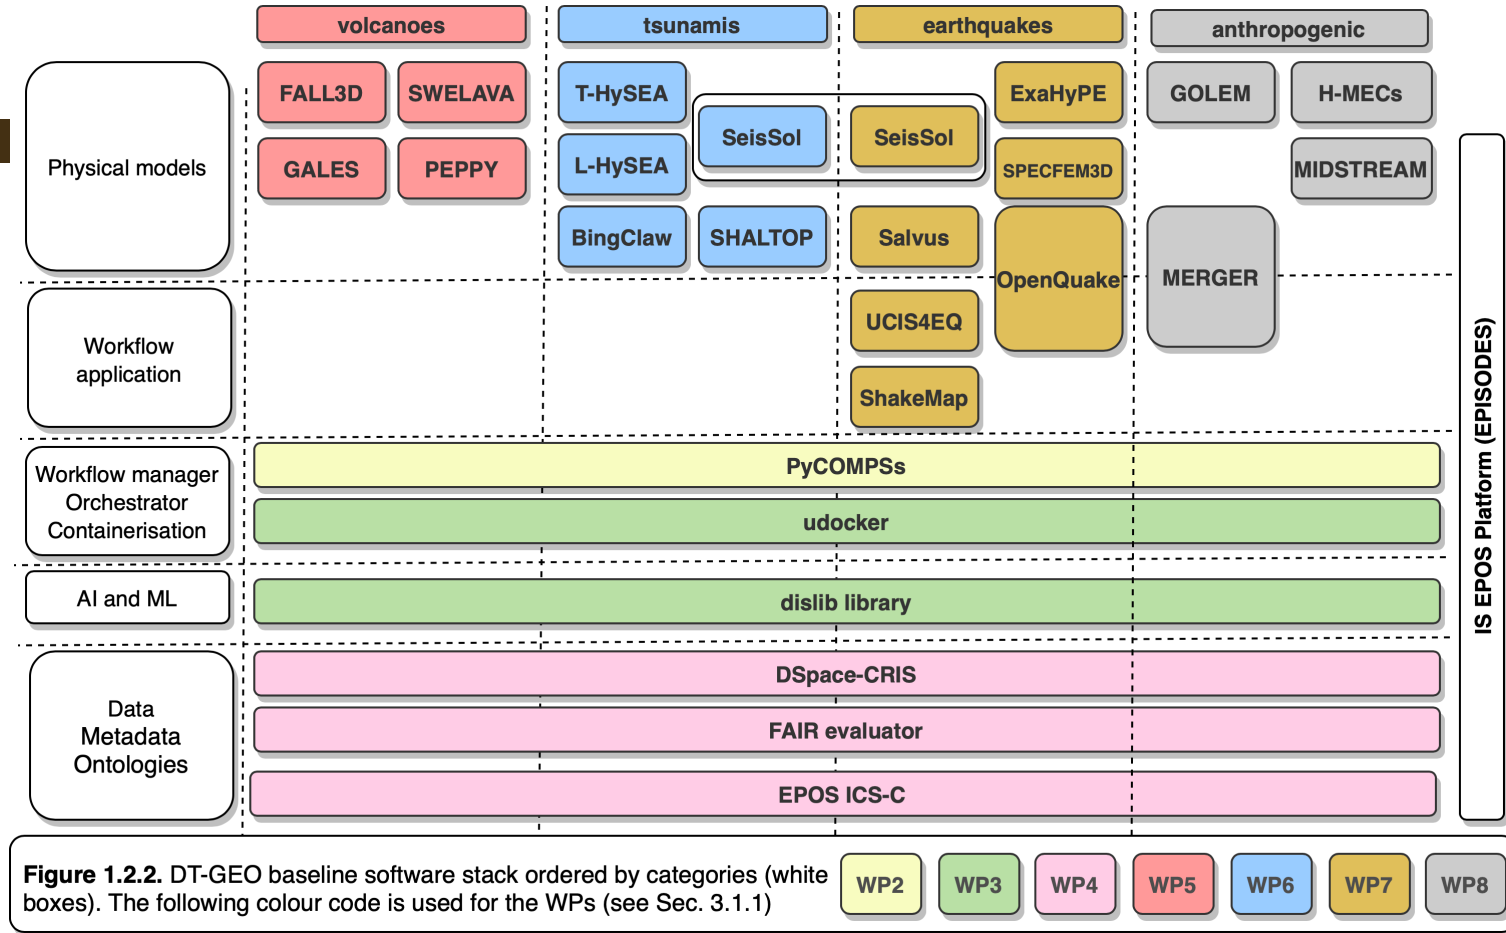 volcanoes
tsunamis
earthquakes
anthropogenic
Physical models
FALL3D
SWELAVA
GALES
PEPPY
T-HySEA
SeisSol
L-HySEA
BingClaw
SHALTOP
SeisSol
ExaHyPE
SPECFEM3D
Salvus
OpenQuake
GOLEM
H-MECs
MIDSTREAM
MERGER
Workflow
application
UCIS4EQ
ShakeMap
Workflow manager
Orchestrator
Containerisation
PyCOMPSs
udocker
AI and ML
dislib library
Data
Metadata
Ontologies
DSpace-CRIS
FAIR evaluator
EPOS ICS-C
IS EPOS Platform (EPISODES)
Figure 1.2.2. DT-GEO baseline software stack ordered by categories (white
boxes). The following colour code is used for the WPs (see Sec. 3.1.1)
WP2
WP3
WP4
WP5
WP6
WP7
WP8